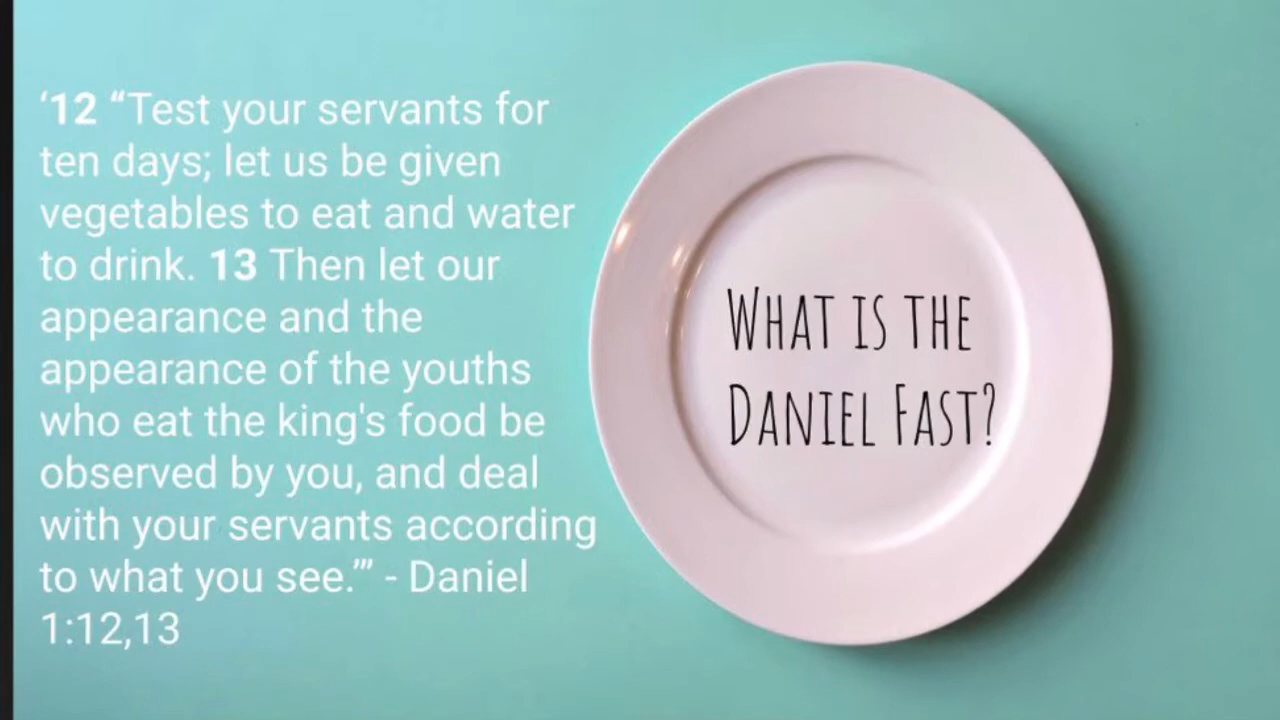 ‘12 “Test your servants for
ten days; let us be given
vegetables to eat and water
to drink. 13 Then let our
appearance and the
appearance of the youths
who eat the king's food be
observed by you, and deal
with your servants according
to what you see.”’ - Daniel
1:12,13
WHAT IS THE
DANIEL FAST?